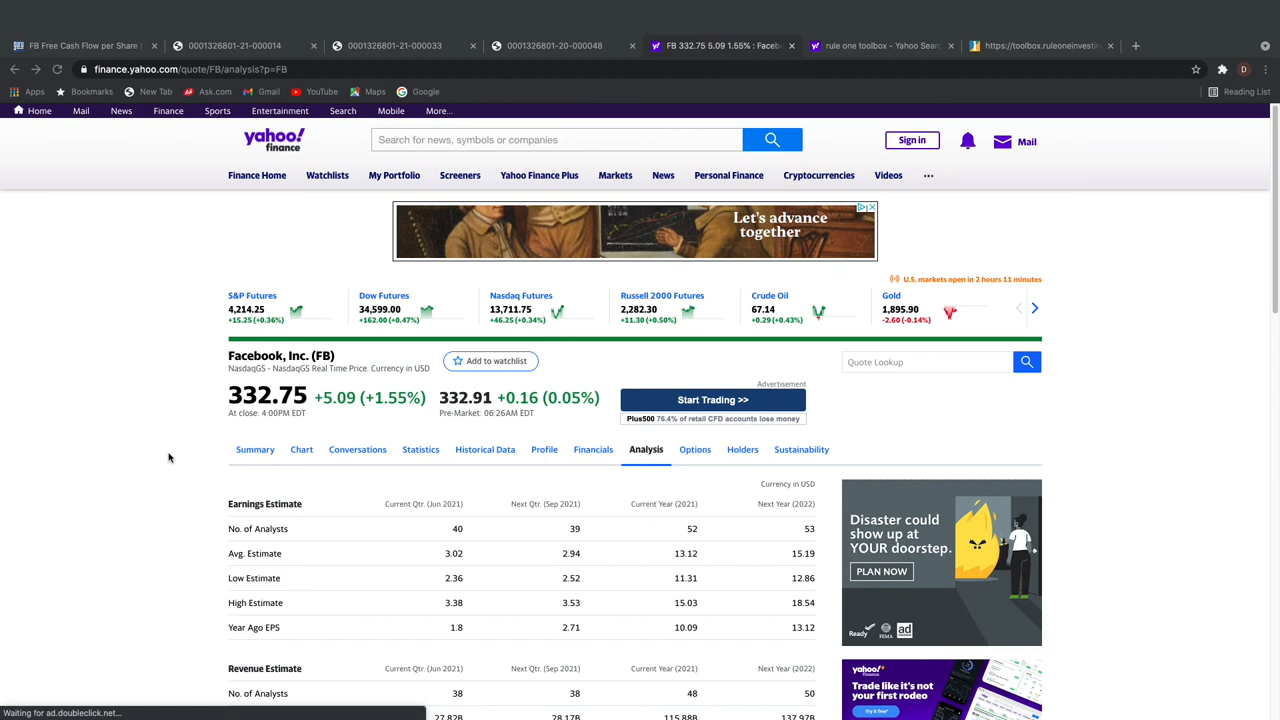 FB Free Cash Flow per Share
0001326801-21-000014
0001326801-21-000033
0001326801-20-000048
FB 332.75 5.09 1.55% : Faceb
rule one toolbox - Yahoo Sear
https://toolbox.ruleoneinvesti
finance.yahoo.com/quote/FB/analysis?p=FB
D
Apps Bookmarks New Tab Ask.com Gmail YouTube Maps Google Reading List
Home Mail News Finance Sports Entertainment Search Mobile More...
yahoo!
finance
Search for news, symbols or companies
Sign in
Mail
Finance Home Watchlists My Portfolio Screeners Yahoo Finance Plus Markets News Personal Finance Cryptocurrencies Videos ...
Let's advance
together
U.S. markets open in 2 hours 11 minutes
S&P Futures Dow Futures Nasdaq Futures Russell 2000 Futures Crude Oil Gold
4,214.25 34,599.00 13,711.75 2,282.30 67.14 1,895.90
+15.25 (+0.36%) +162.00 (+0.47%) +46.25 (+0.34%) +11.30 (+0.50%) +0.29 (+0.43%) -2.60 (-0.14%)
Facebook, Inc. (FB)
NasdaqGS - NasdaqGS Real Time Price. Currency in USD
Add to watchlist
Quote Lookup
332.75 +5.09 (+1.55%)
At close: 4:00PM EDT
332.91 +0.16 (0.05%)
Pre-Market: 06:26AM EDT
Advertisement
Start Trading >>
Plus500 76.4% of retail CFD accounts lose money
Summary Chart Conversations Statistics Historical Data Profile Financials Analysis Options Holders Sustainability
Currency in USD
Earnings Estimate Current Qtr. (Jun 2021) Next Qtr. (Sep 2021) Current Year (2021) Next Year (2022)
No. of Analysts 40 39 52 53
Avg. Estimate 3.02 2.94 13.12 15.19
Low Estimate 2.36 2.52 11.31 12.86
High Estimate 3.38 3.53 15.03 18.54
Year Ago EPS 1.8 2.71 10.09 13.12
Revenue Estimate Current Qtr. (Jun 2021) Next Qtr. (Sep 2021) Current Year (2021) Next Year (2022)
No. of Analysts 38 38 48 50
27.82B 28.17B 115.88B 137.97B
Disaster could
show up at
YOUR doorstep.
PLAN NOW
Ready
FEMA
ad
yahoo!
finance
Trade like it's not
your first rodeo
Try it free*
Waiting for ad.doubleclick.net...